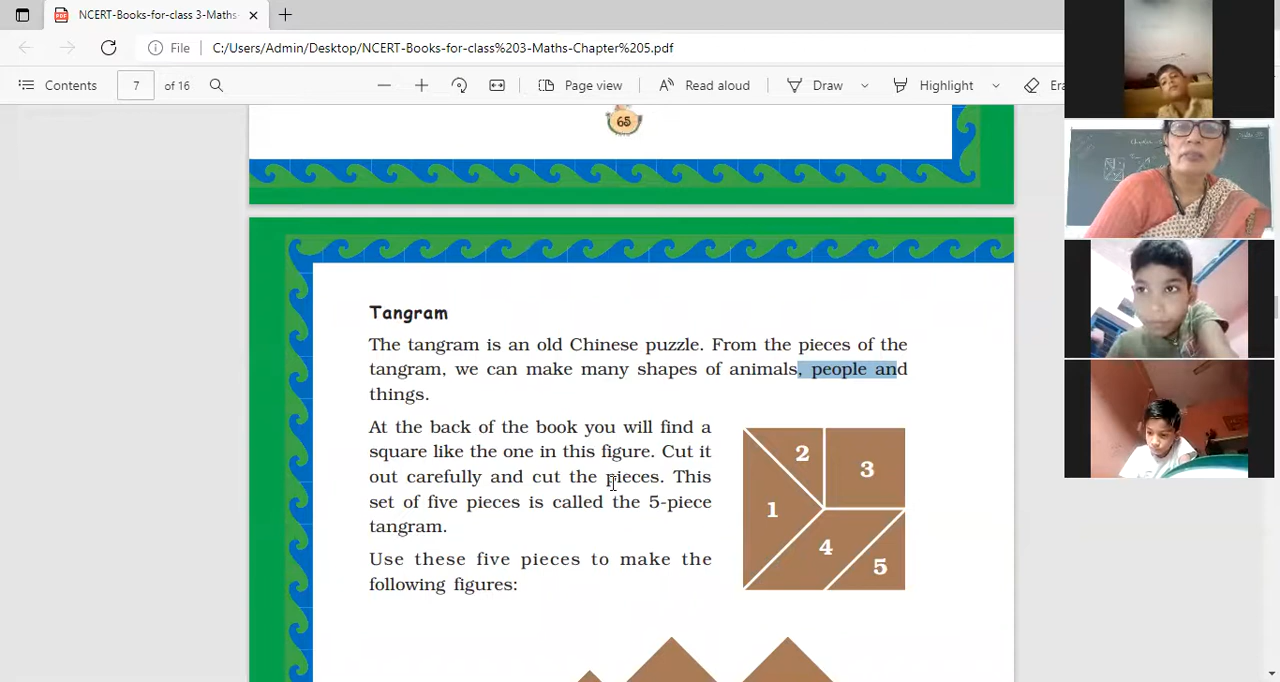 NCERT-Books-for-class 3-Maths-
File C:/Users/Admin/Desktop/NCERT-Books-for-class%203-Maths-Chapter%205.pdf
Contents 7 of 16 Page view Read aloud Draw Highlight Era
65
Tangram
The tangram is an old Chinese puzzle. From the pieces of the
tangram, we can make many shapes of animals, people and
things.
At the back of the book you will find a
square like the one in this figure. Cut it
out carefully and cut the pieces. This
set of five pieces is called the 5-piece
tangram.
Use these five pieces to make the
following figures:
2
3
1
4
5